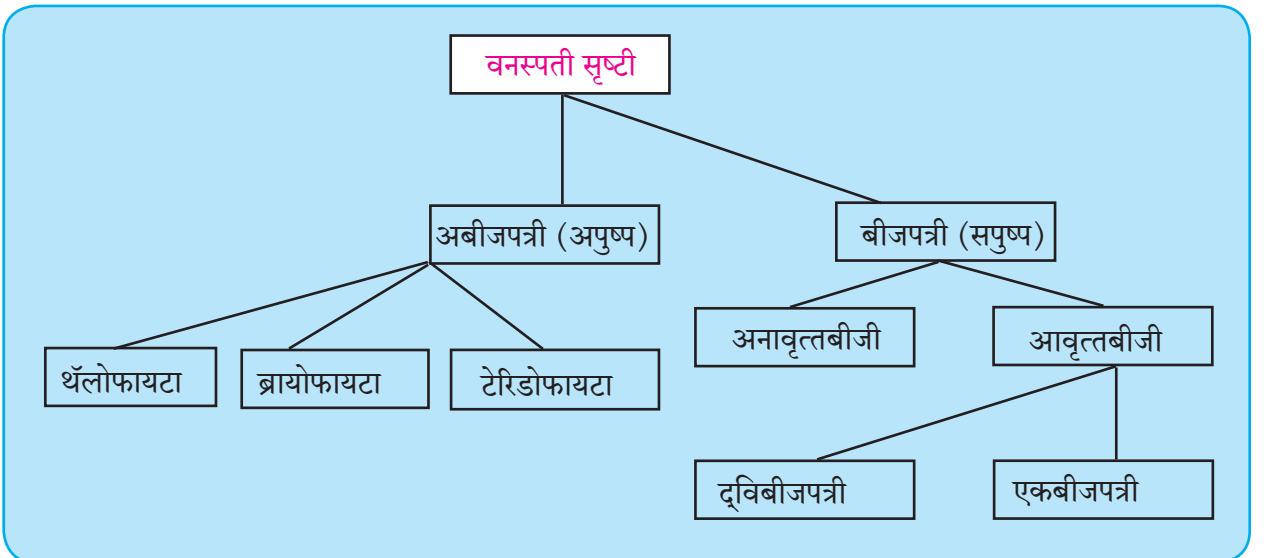 वनस्पती सृष्टी
अबीजपत्री (अपुष्प)
बीजपत्री (सपुष्प)
अनावृत्तबीजी
आवृत्तबीजी
थॅलोफायटा
ब्रायोफायटा
टेरिडोफायटा
द्‌विबीजपत्री
एकबीजपत्री